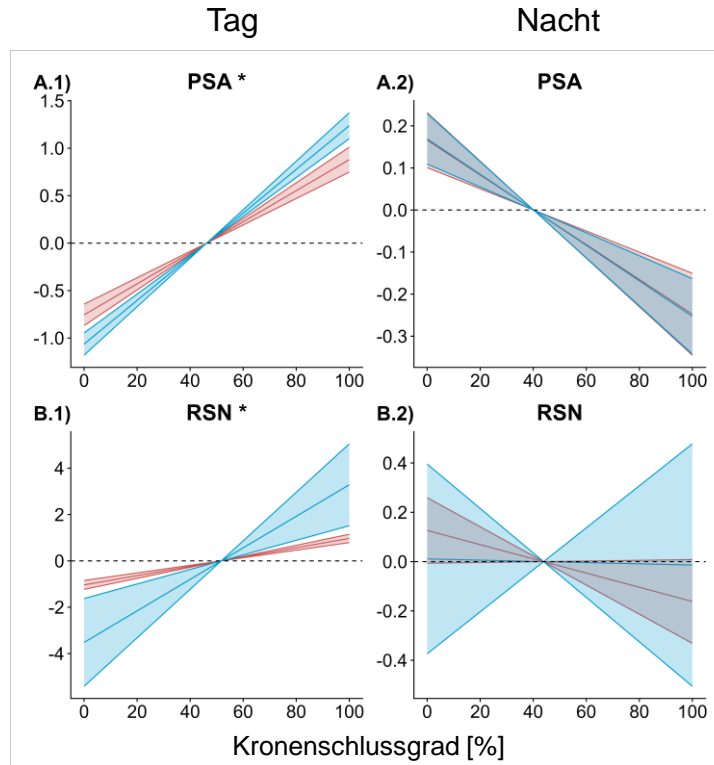 Tag
Nacht
A.1)
PSA *
1.5
1.0
0.5
0.0
-0.5
-1.0
0 20 40 60 80 100
A.2)
PSA
0.2
0.1
0.0
-0.1
-0.2
-0.3
0 20 40 60 80 100
B.1)
RSN *
4
2
0
-2
-4
0 20 40 60 80 100
B.2)
RSN
0.4
0.2
0.0
-0.2
-0.4
0 20 40 60 80 100
Kronenschlussgrad [%]